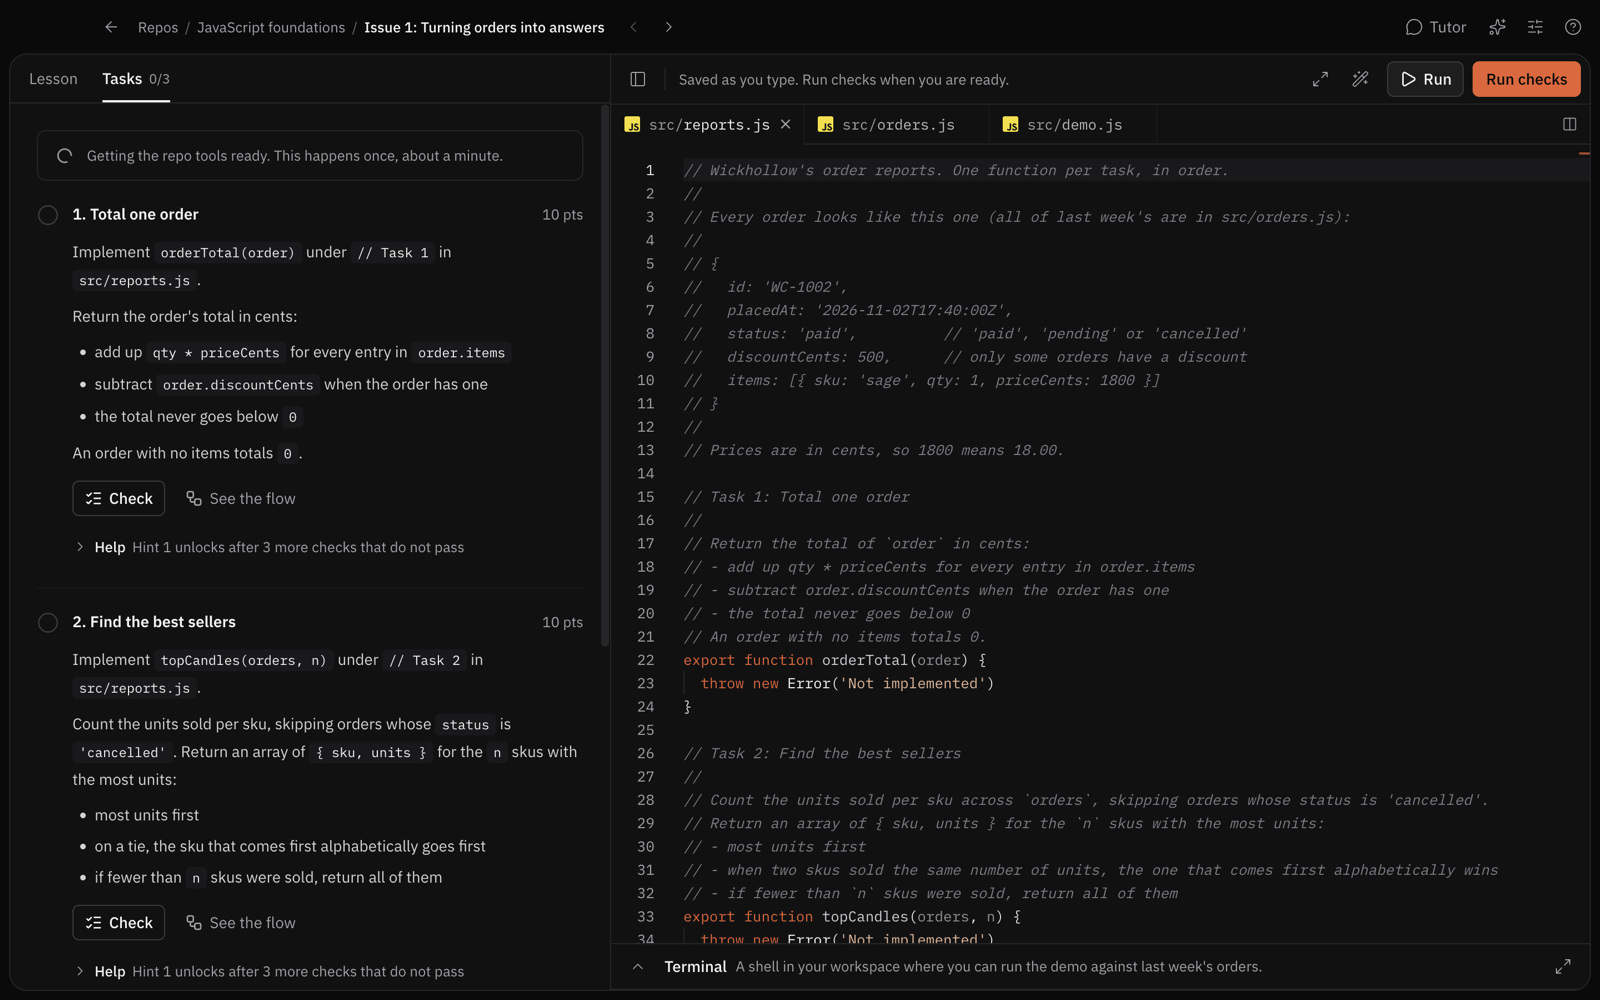 Repos / JavaScript foundations / Issue 1: Turning orders into answers
Tutor
Lesson
Tasks 0/3
Getting the repo tools ready. This happens once, about a minute.
1. Total one order 10 pts
Implement orderTotal(order) under // Task 1 in
src/reports.js .
Return the order's total in cents:
• add up qty * priceCents for every entry in order.items
• subtract order.discountCents when the order has one
• the total never goes below 0
An order with no items totals 0 .
Check See the flow
Help Hint 1 unlocks after 3 more checks that do not pass
2. Find the best sellers 10 pts
Implement topCandles(orders, n) under // Task 2 in
src/reports.js .
Count the units sold per sku, skipping orders whose status is
'cancelled' . Return an array of { sku, units } for the n skus with
the most units:
• most units first
• on a tie, the sku that comes first alphabetically goes first
• if fewer than n skus were sold, return all of them
Check See the flow
Help Hint 1 unlocks after 3 more checks that do not pass
Saved as you type. Run checks when you are ready.
Run
Run checks
JS src/reports.js
JS src/orders.js
JS src/demo.js
1 // Wickhollow's order reports. One function per task, in order.
2 //
3 // Every order looks like this one (all of last week's are in src/orders.js):
4 //
5 // {
6 //   id: 'WC-1002',
7 //   placedAt: '2026-11-02T17:40:00Z',
8 //   status: 'paid',          // 'paid', 'pending' or 'cancelled'
9 //   discountCents: 500,      // only some orders have a discount
10 //   items: [{ sku: 'sage', qty: 1, priceCents: 1800 }]
11 // }
12 //
13 // Prices are in cents, so 1800 means 18.00.
14
15 // Task 1: Total one order
16 //
17 // Return the total of `order` in cents:
18 // - add up qty * priceCents for every entry in order.items
19 // - subtract order.discountCents when the order has one
20 // - the total never goes below 0
21 // An order with no items totals 0.
22 export function orderTotal(order) {
23   throw new Error('Not implemented')
24 }
25
26 // Task 2: Find the best sellers
27 //
28 // Count the units sold per sku across `orders`, skipping orders whose status is 'cancelled'.
29 // Return an array of { sku, units } for the `n` skus with the most units:
30 // - most units first
31 // - when two skus sold the same number of units, the one that comes first alphabetically wins
32 // - if fewer than `n` skus were sold, return all of them
33 export function topCandles(orders, n) {
34   throw new Error('Not implemented')
Terminal A shell in your workspace where you can run the demo against last week's orders.